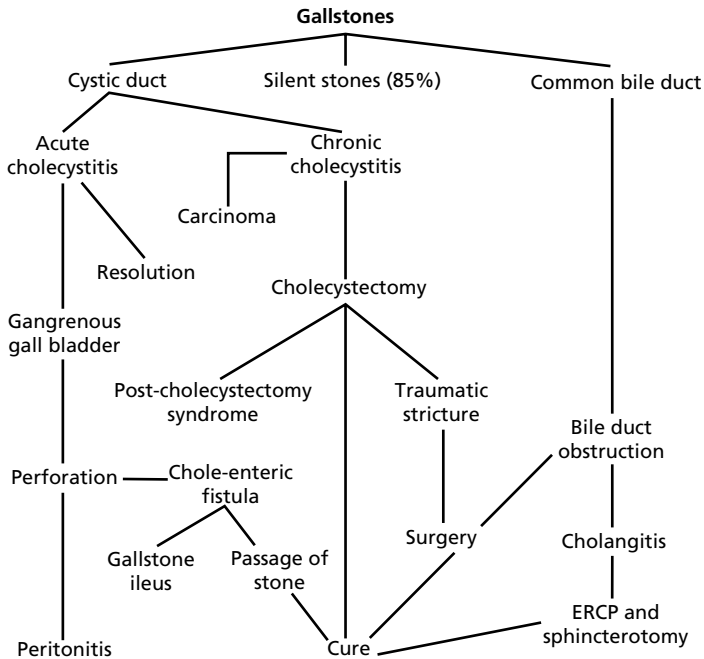 Gallstones
Cystic duct
Silent stones (85%)
Common bile duct
Acute
cholecystitis
Chronic
cholecystitis
Carcinoma
Resolution
Cholecystectomy
Gangrenous
gall bladder
Post-cholecystectomy
syndrome
Traumatic
stricture
Bile duct
obstruction
Perforation
Chole-enteric
fistula
Surgery
Cholangitis
Gallstone
ileus
Passage of
stone
ERCP and
sphincterotomy
Peritonitis
Cure